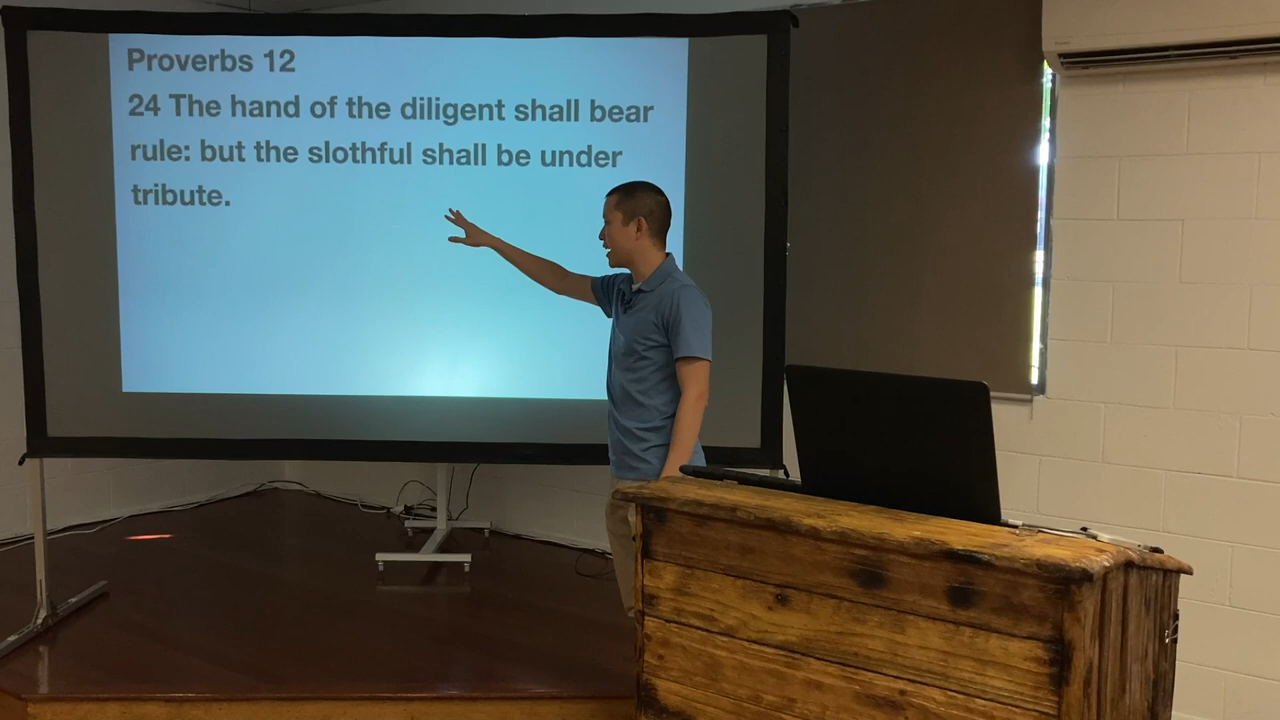 Proverbs 12
24 The hand of the diligent shall bear
rule: but the slothful shall be under
tribute.